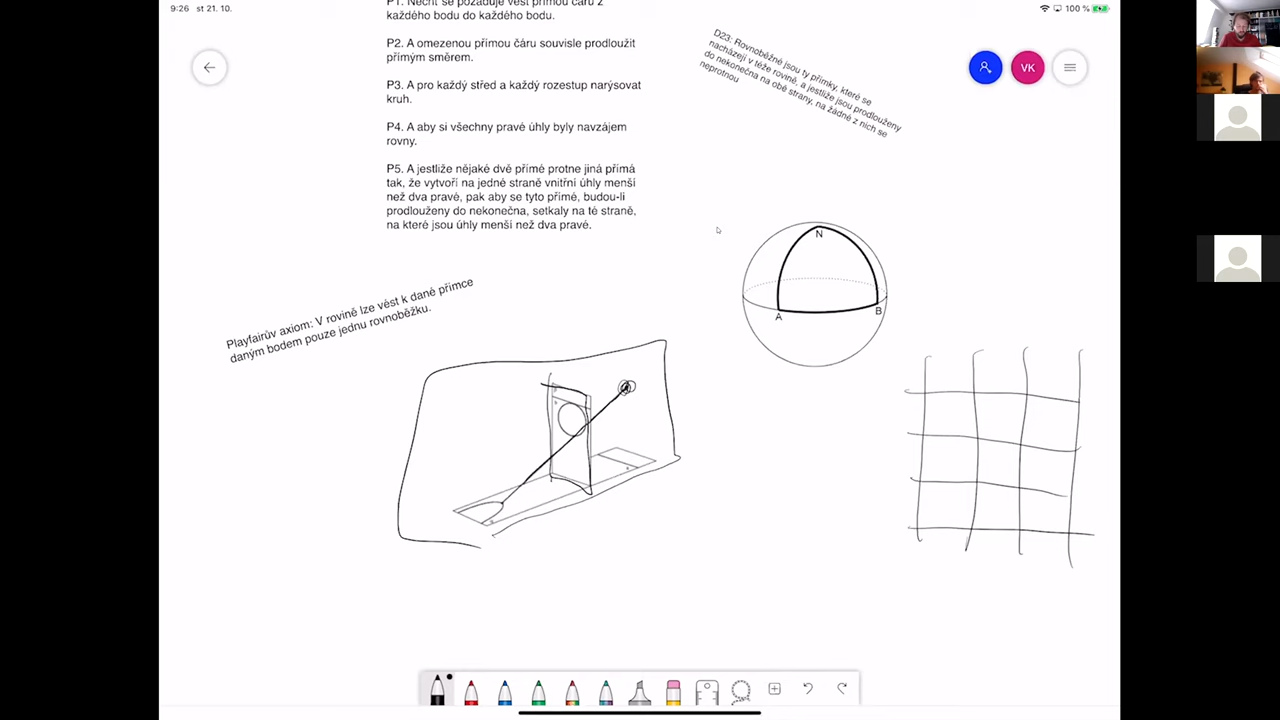 9:26 st 21. 10.
100 %
P1. Nechť se požaduje vést přímou čáru z
každého bodu do každého bodu.
P2. A omezenou přímou čáru souvisle prodloužit
přímým směrem.
P3. A pro každý střed a každý rozestup narýsovat
kruh.
P4. A aby si všechny pravé úhly byly navzájem
rovny.
P5. A jestliže nějaké dvě přímé protne jiná přímá
tak, že vytvoří na jedné straně vnitřní úhly menší
než dva pravé, pak aby se tyto přímé, budou-li
prodlouženy do nekonečna, setkaly na té straně,
na které jsou úhly menší než dva pravé.
D23: Rovnoběžné jsou ty přímky, které se
nacházejí v téže rovině, a jestliže jsou prodlouženy
do nekonečna na obě strany, na žádné z nich se
neprotnou
VK
N
A
B
Playfairův axiom: V rovině lze vést k dané přímce
daným bodem pouze jednu rovnoběžku.